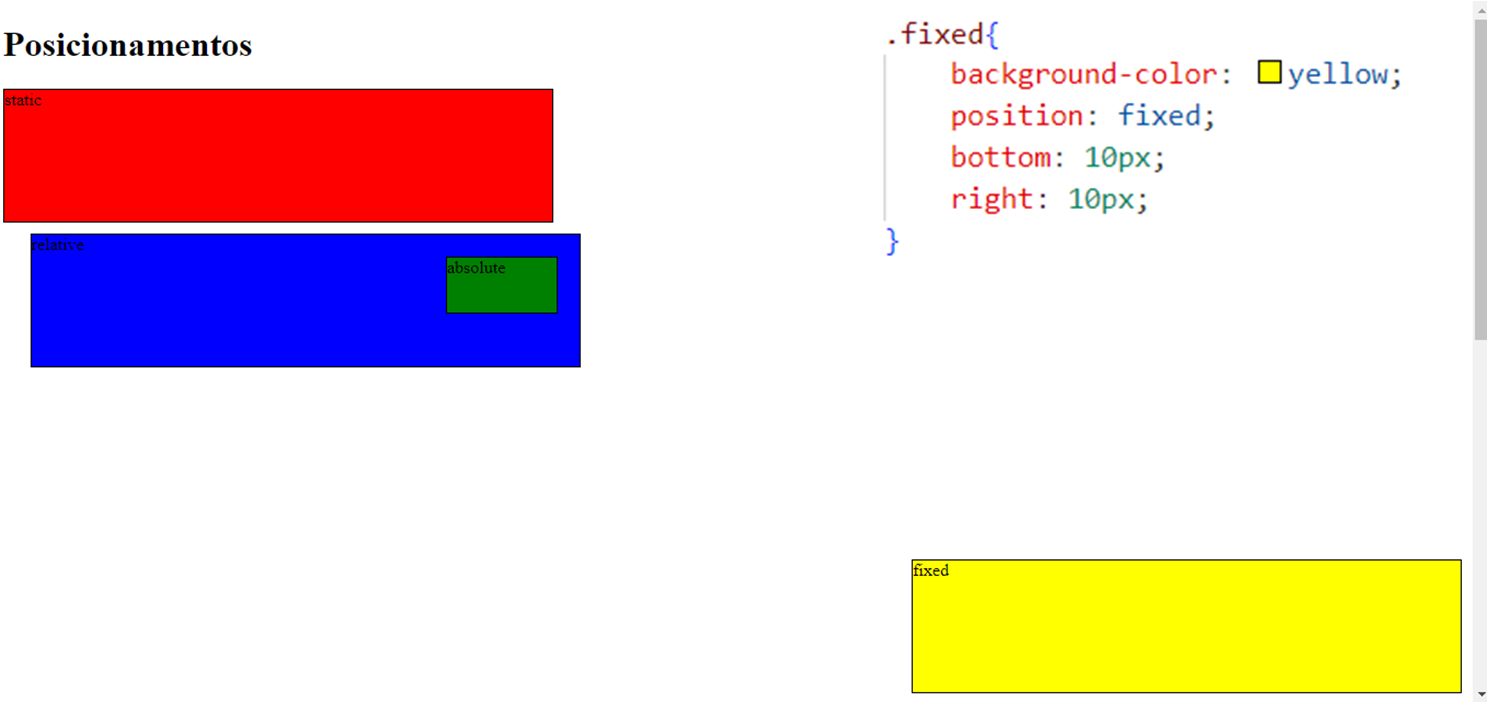 Posicionamentos
static
relative
absolute
.fixed{
background-color: yellow;
position: fixed;
bottom: 10px;
right: 10px;
}
fixed